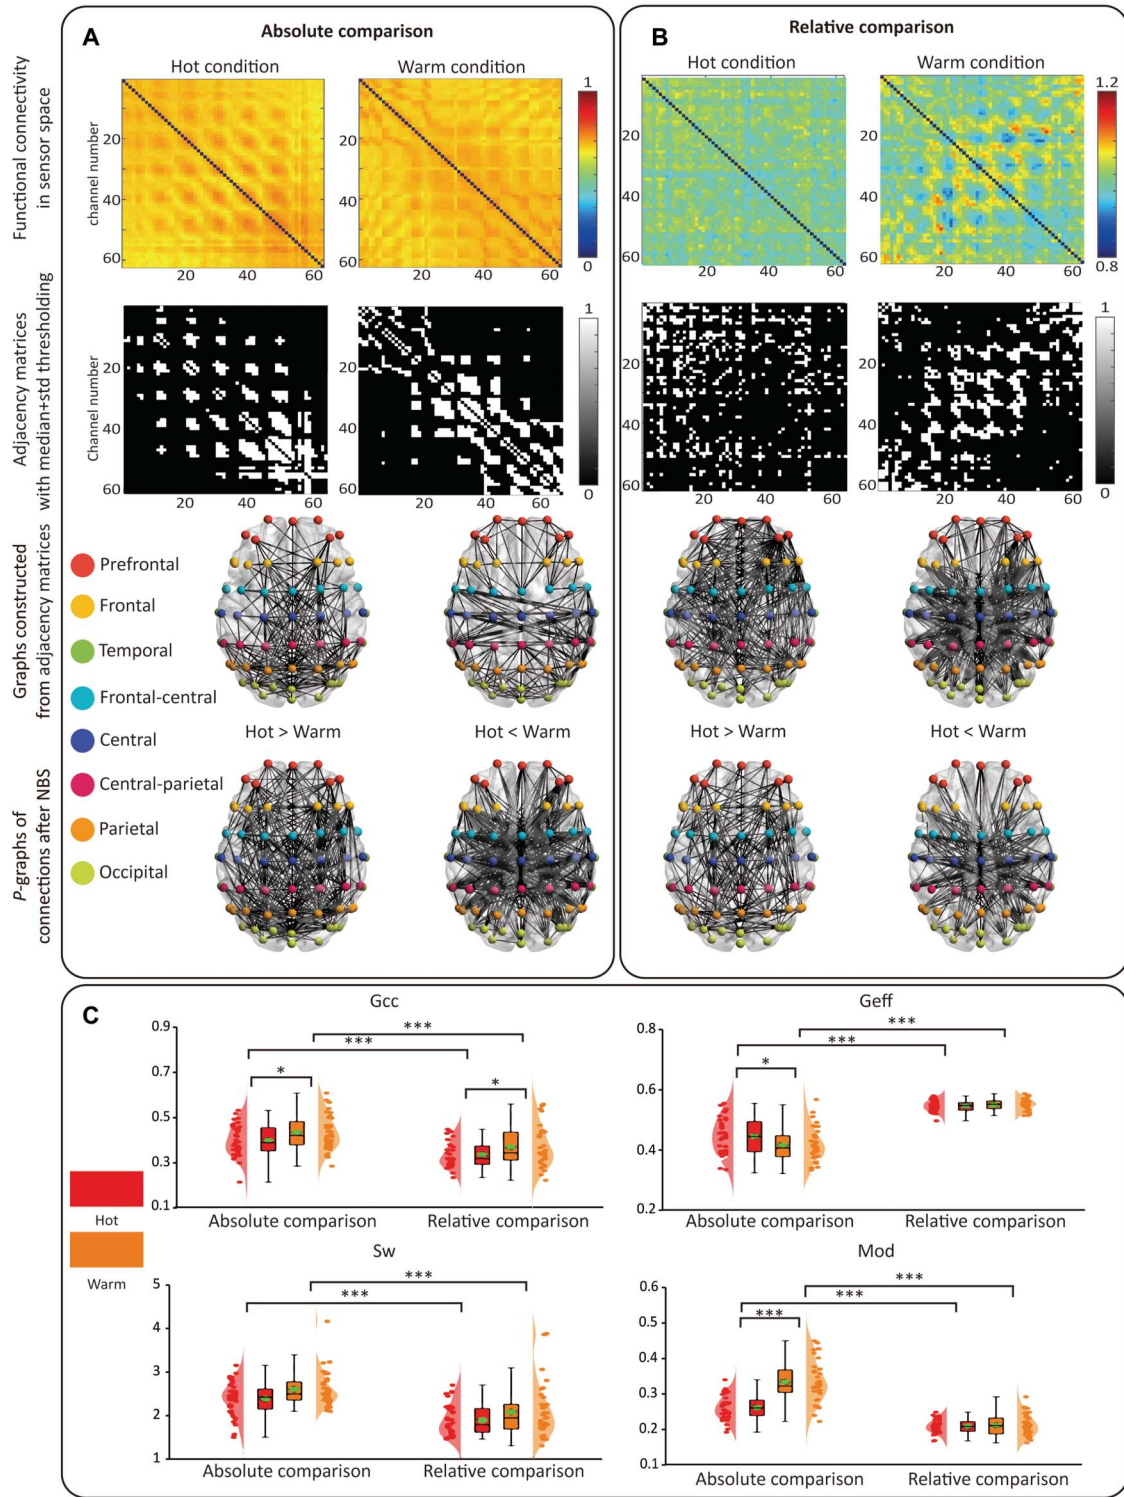 A
Absolute comparison
Hot condition
Warm condition
Functional connectivity
in sensor space
channel number
20
40
60
20
40
60
20
40
60
1
0
Adjacency matrices
with median+std thresholding
Channel number
20
40
60
20
40
60
20
40
60
1
0
Graphs constructed
from adjacency matrices
Prefrontal
Frontal
Temporal
Frontal-central
Central
Central-parietal
Parietal
Occipital
Hot > Warm
Hot < Warm
P-graphs of
connections after NBS
B
Relative comparison
Hot condition
Warm condition
20
40
60
20
40
60
20
40
60
20
40
60
1.2
0.8
20
40
60
20
40
60
20
40
60
20
40
60
1
0
Hot > Warm
Hot < Warm
C
Hot
Warm
Gcc
0.9
0.7
0.5
0.3
0.1
***
***
*
*
Absolute comparison
Relative comparison
Geff
0.8
0.6
0.4
0.2
***
***
*
Absolute comparison
Relative comparison
Sw
5
4
3
2
1
***
***
Absolute comparison
Relative comparison
Mod
0.6
0.5
0.4
0.3
0.2
0.1
***
***
***
Absolute comparison
Relative comparison